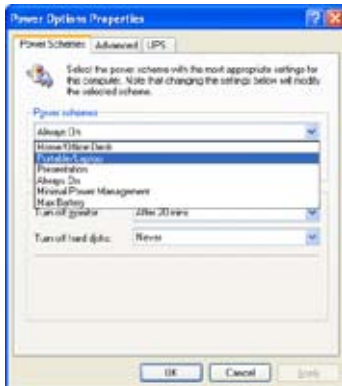 Power Options Properties
Power Schemes Advanced UPS
Select the power scheme with the most appropriate settings for
this computer. Note that changing the settings below will modify
the selected scheme.
Power schemes
Always On
Home/Office Desk
Portable/Laptop
Presentation
Always On
Minimal Power Management
Max Battery
Turn off monitor: After 20 mins
Turn off hard disks: Never
OK Cancel Apply